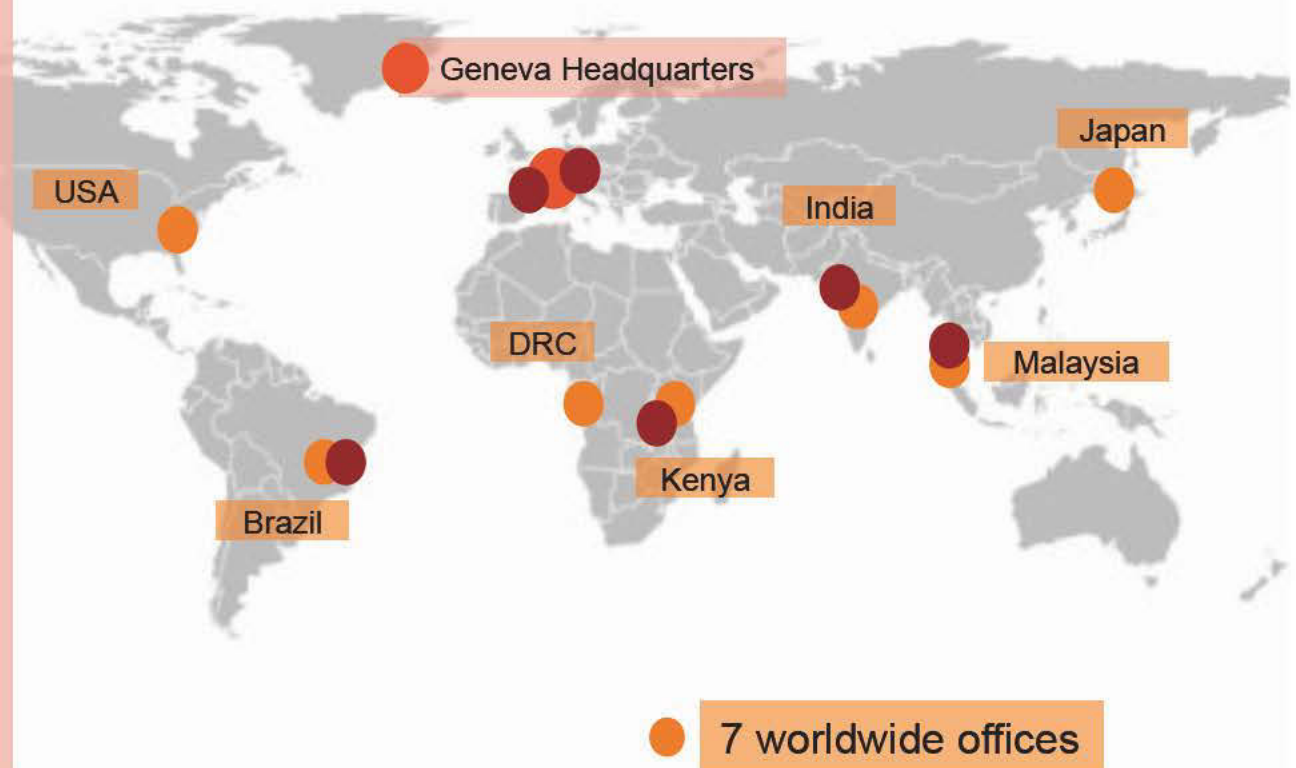 Geneva Headquarters
Japan
USA
India
DRC
Malaysia
Kenya
Brazil
7 worldwide offices